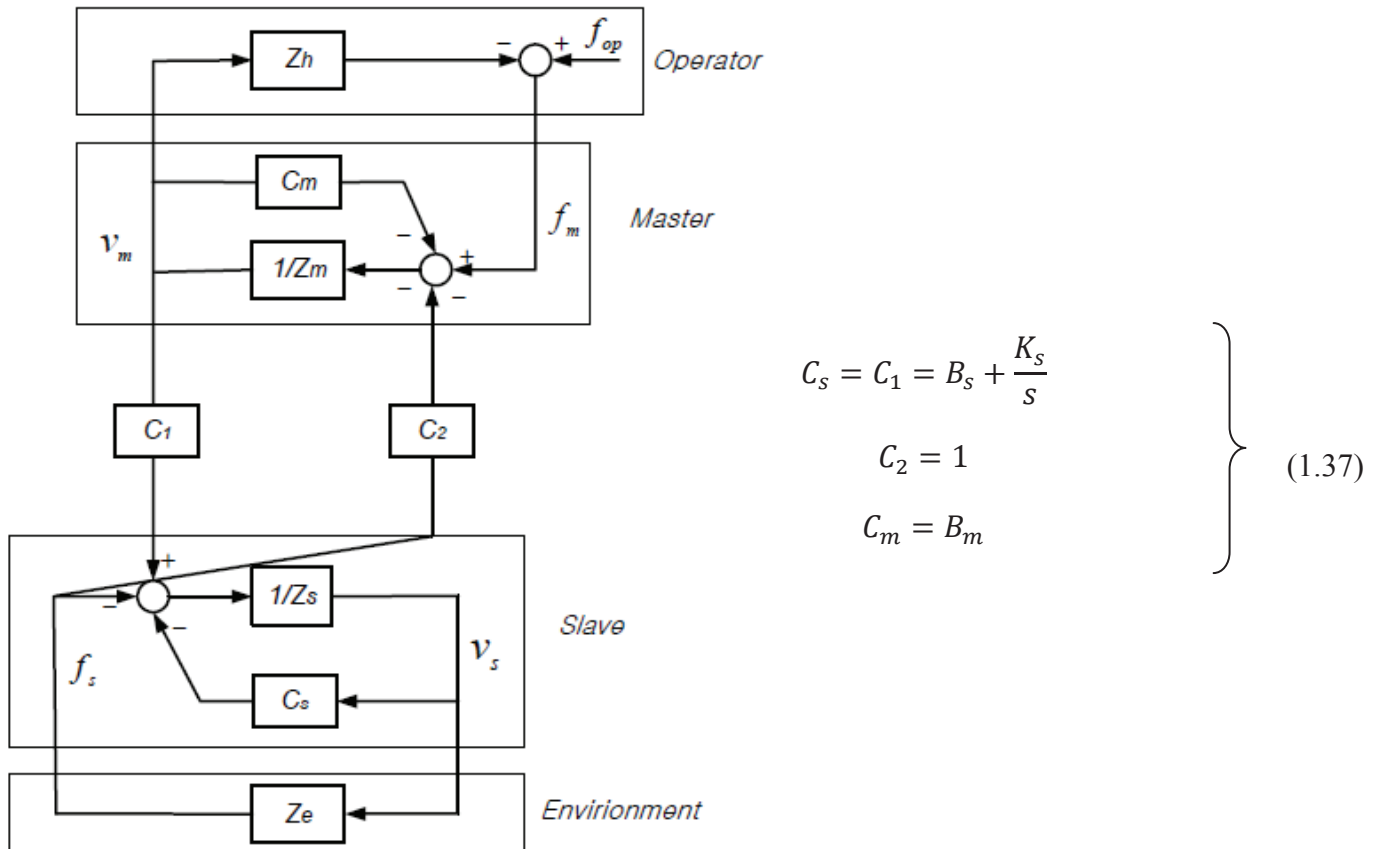 Zh
− + f_op
Operator
Cm
Master
v_m
f_m
−
+
1/Zm
− −
C1
C2
C_s = C_1 = B_s + K_s/s
C_2 = 1
C_m = B_m
(1.37)
+
−
1/Zs
−
Slave
f_s
v_s
Cs
Ze
Envirionment